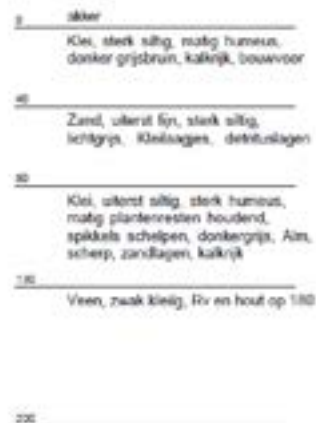 0 akker
Klei, sterk siltig, matig humeus,
donker grijsbruin, kalkrijk, bouwvoor
40
Zand, uiterst fijn, sterk siltig,
lichtgrijs, Kleilaagjes, detrituslagen
80
Klei, uiterst siltig, sterk humeus,
matig plantenresten houdend,
spikkels schelpen, donkergrijs, Alm,
scherp, zandlagen, kalkrijk
130
Veen, zwak kleiig, Rv en hout op 180
200